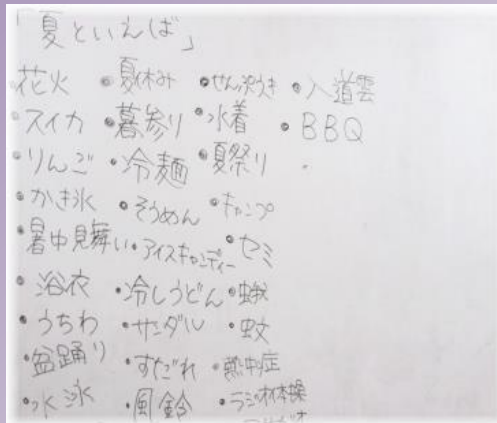 「夏といえば」
花火 ・夏休み ・せんぷうき ・入道雲
・スイカ ・暮参り ・水着 ・BBQ
・りんご ・冷麺 ・夏祭り ・
・かき氷 ・そうめん ・キャンプ
・暑中見舞い ・アイスキャンディー ・セミ
・浴衣 ・冷しうどん ・蛾
・うちわ ・サンダル ・蚊
・盆踊り ・すだれ ・熱中症
・水泳 ・風鈴 ・ラジオ体操